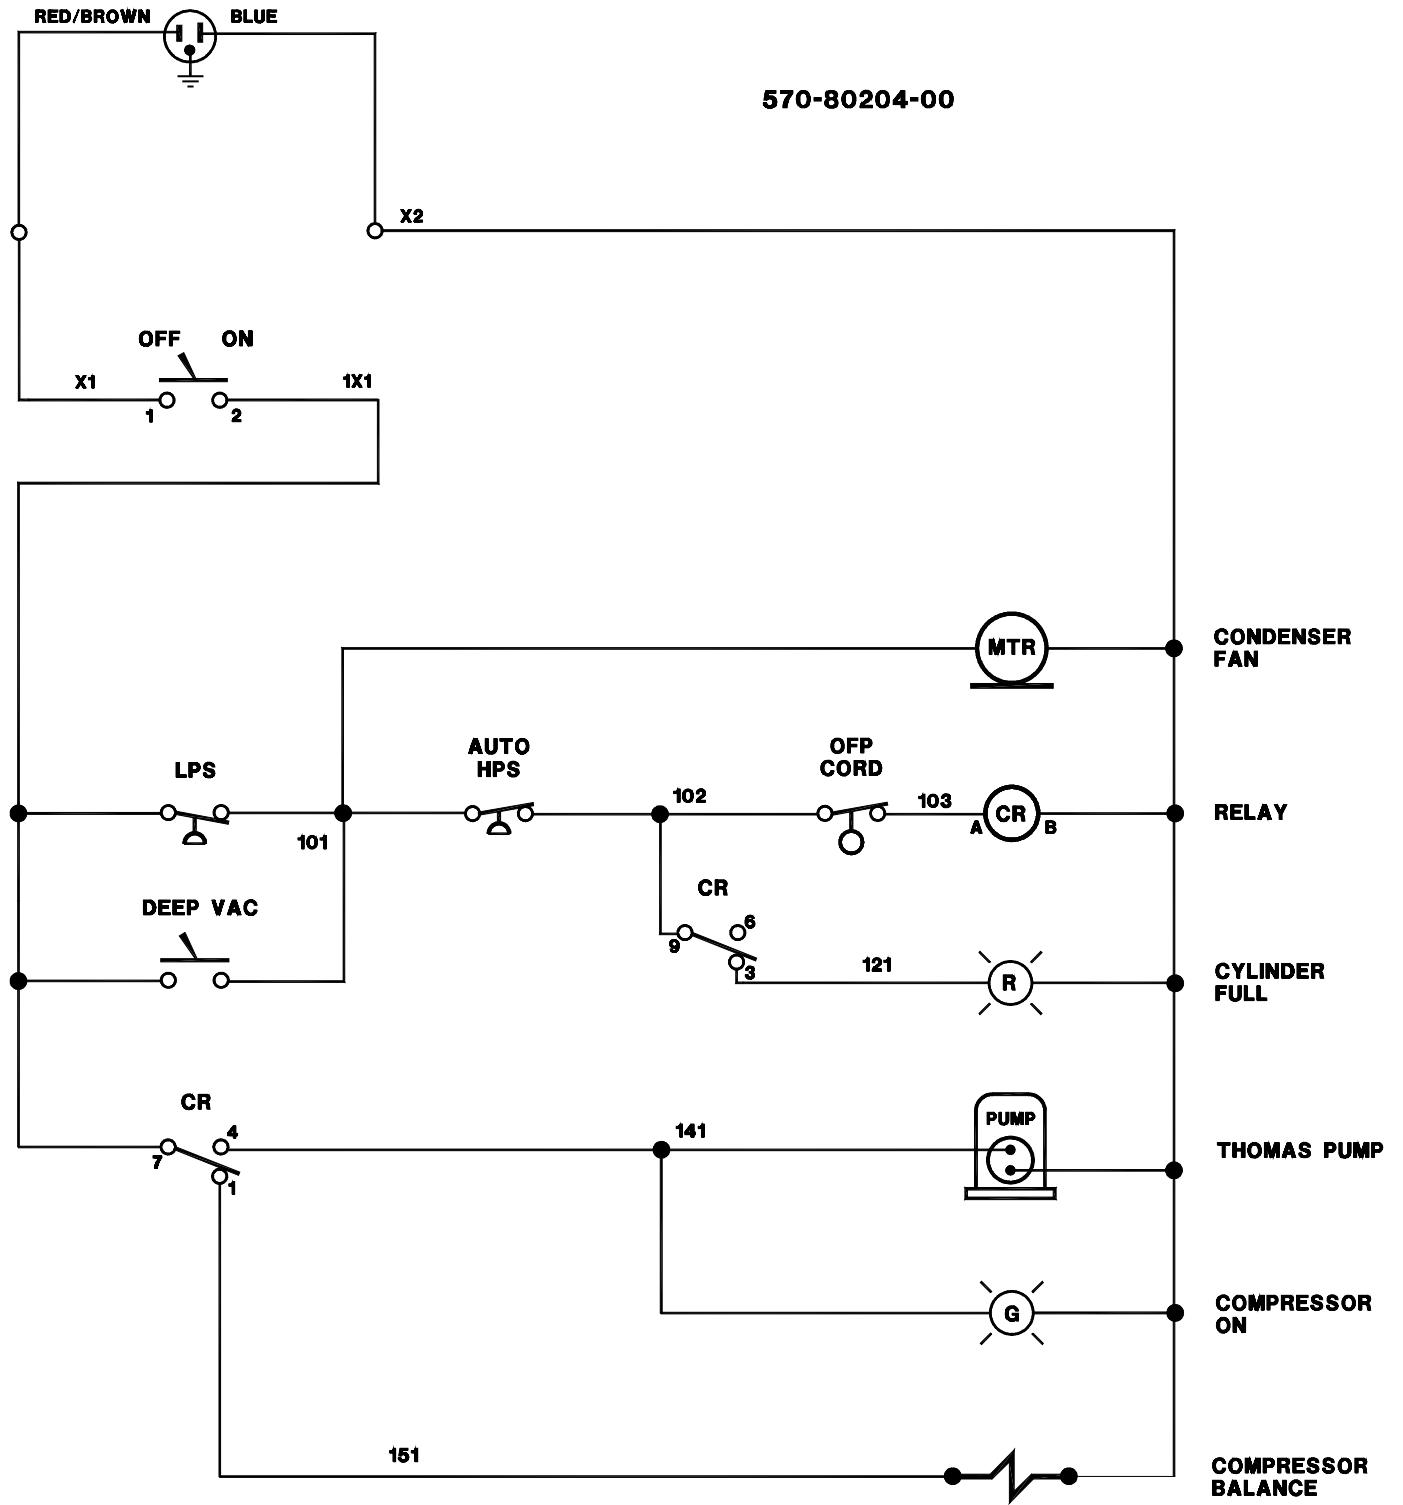 RED/BROWN
BLUE
570-80204-00
X2
OFF ON
X1
1X1
1
2
MTR
CONDENSER
FAN
LPS
AUTO
HPS
OFP
CORD
102
103
CR
A
B
RELAY
101
CR
DEEP VAC
6
9
3
121
R
CYLINDER
FULL
CR
4
7
1
141
PUMP
THOMAS PUMP
G
COMPRESSOR
ON
151
COMPRESSOR
BALANCE